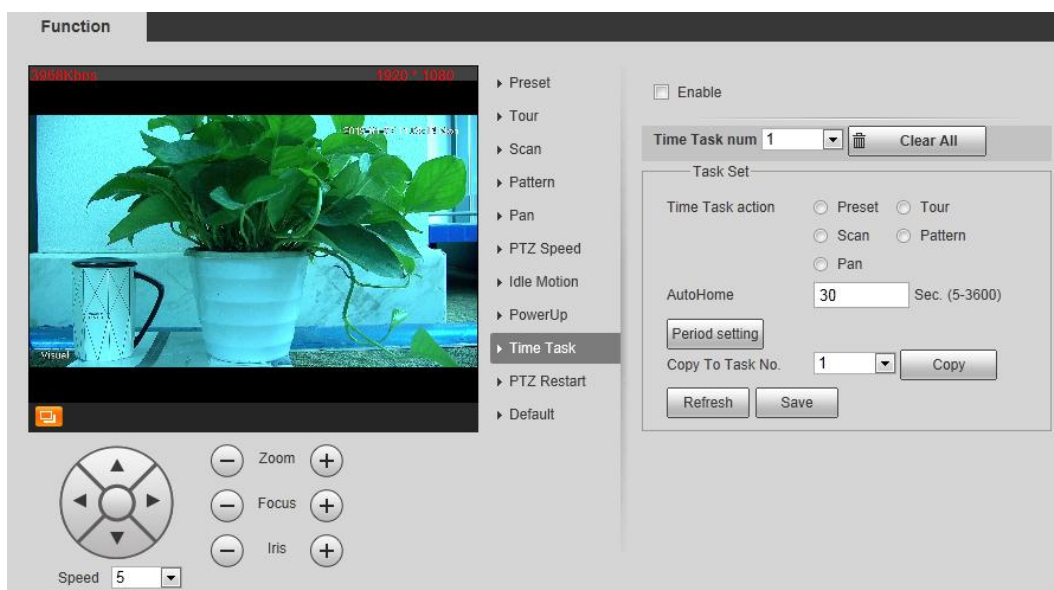 Function
3968Kbps 1920 * 1080
Visuel
Speed 5
Zoom
Focus
Iris
Preset
Tour
Scan
Pattern
Pan
PTZ Speed
Idle Motion
PowerUp
Time Task
PTZ Restart
Default
Enable
Time Task num 1 Clear All
Task Set
Time Task action Preset Tour
Scan Pattern
Pan
AutoHome 30 Sec. (5-3600)
Period setting
Copy To Task No. 1 Copy
Refresh Save